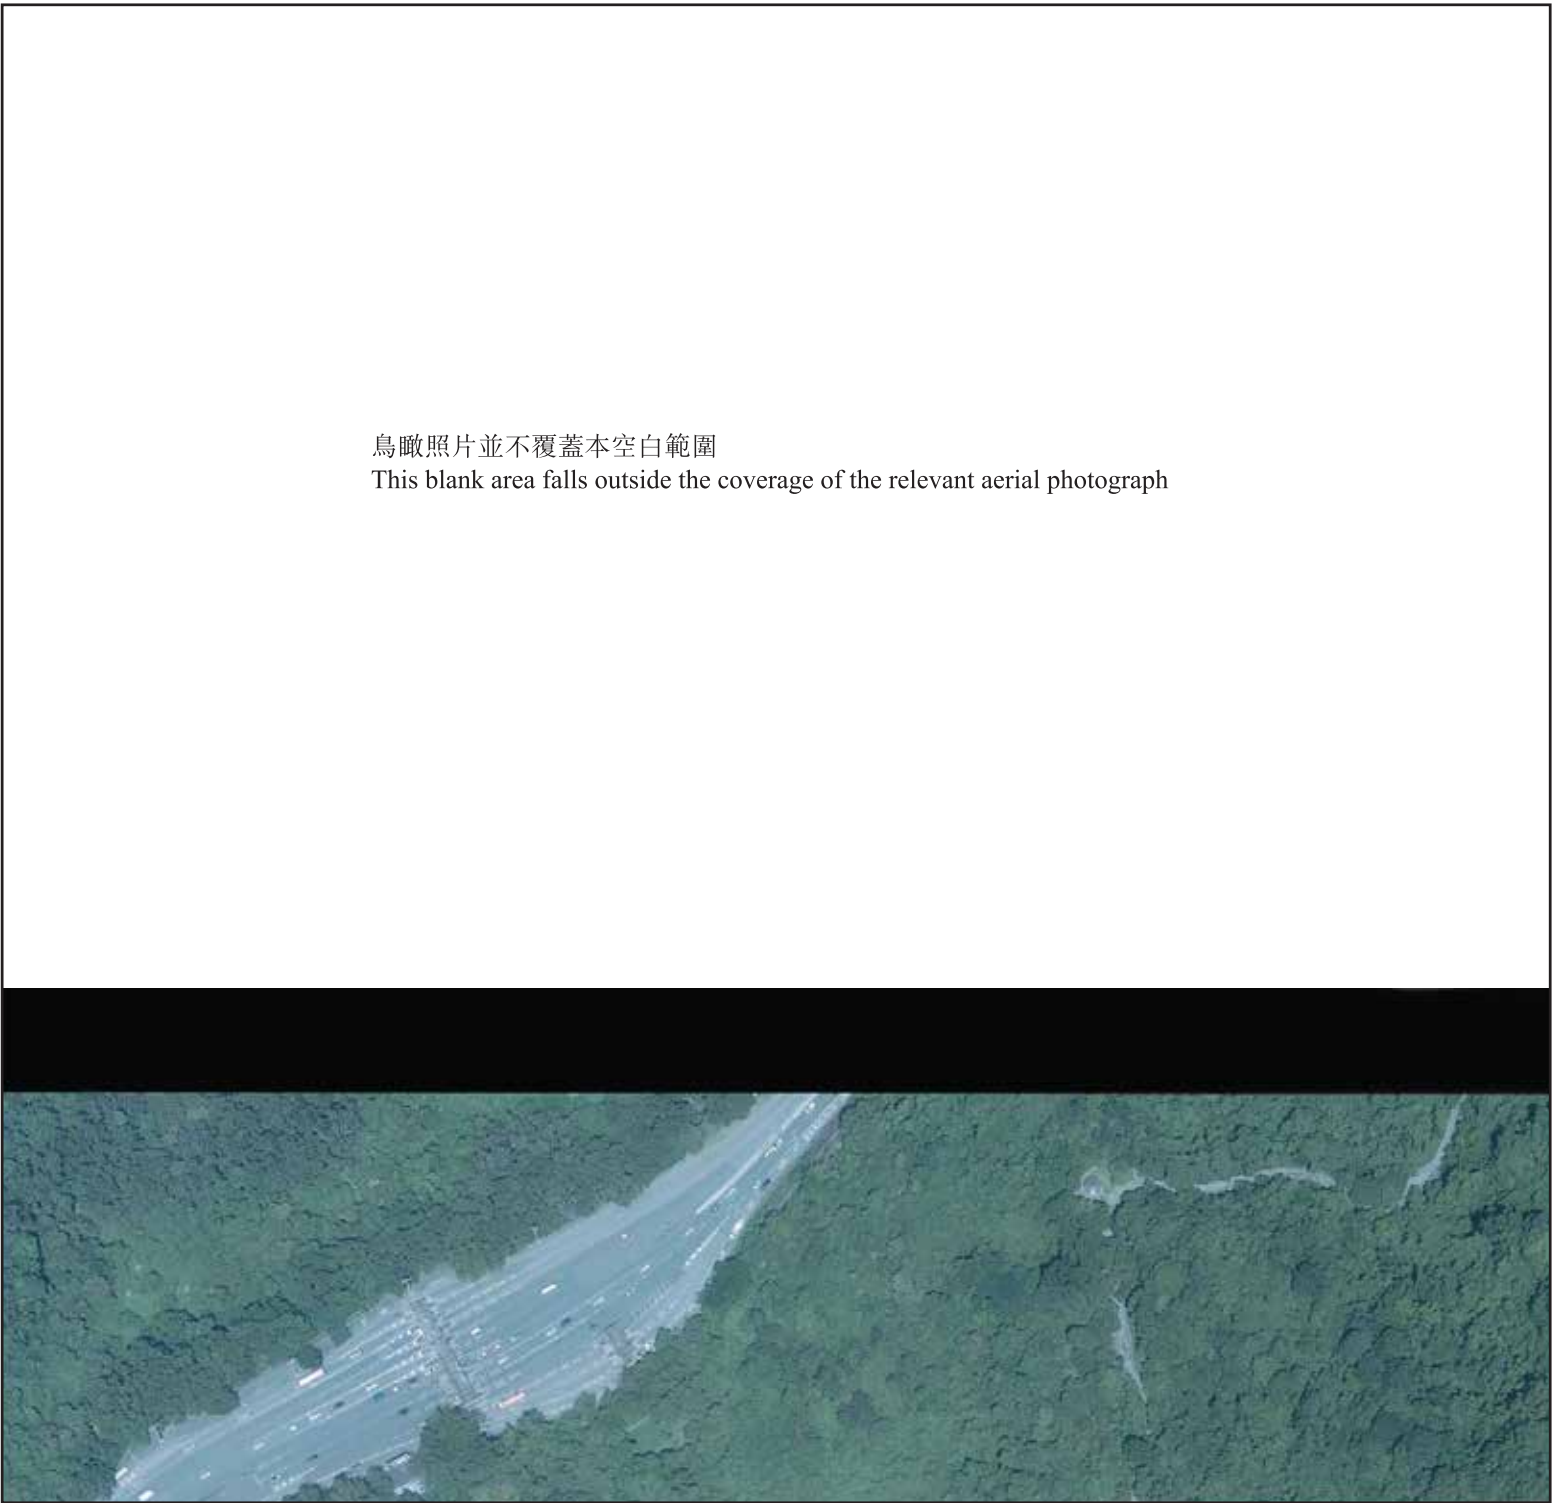 鳥瞰照片並不覆蓋本空白範圍
This blank area falls outside the coverage of the relevant aerial photograph